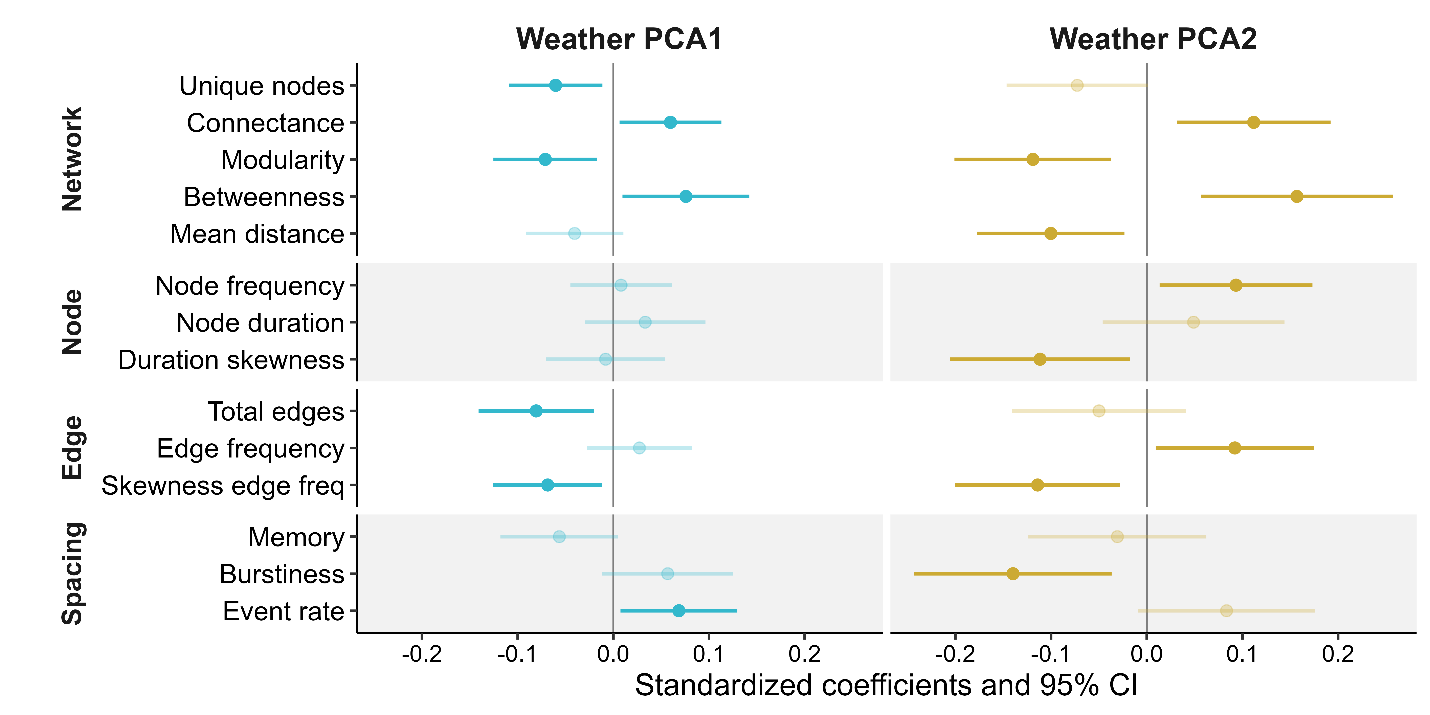 Weather PCA1
Weather PCA2
Network
Unique nodes
Connectance
Modularity
Betweenness
Mean distance
Node
Node frequency
Node duration
Duration skewness
Edge
Total edges
Edge frequency
Skewness edge freq
Spacing
Memory
Burstiness
Event rate
-0.2 -0.1 0.0 0.1 0.2
-0.2 -0.1 0.0 0.1 0.2
Standardized coefficients and 95% CI